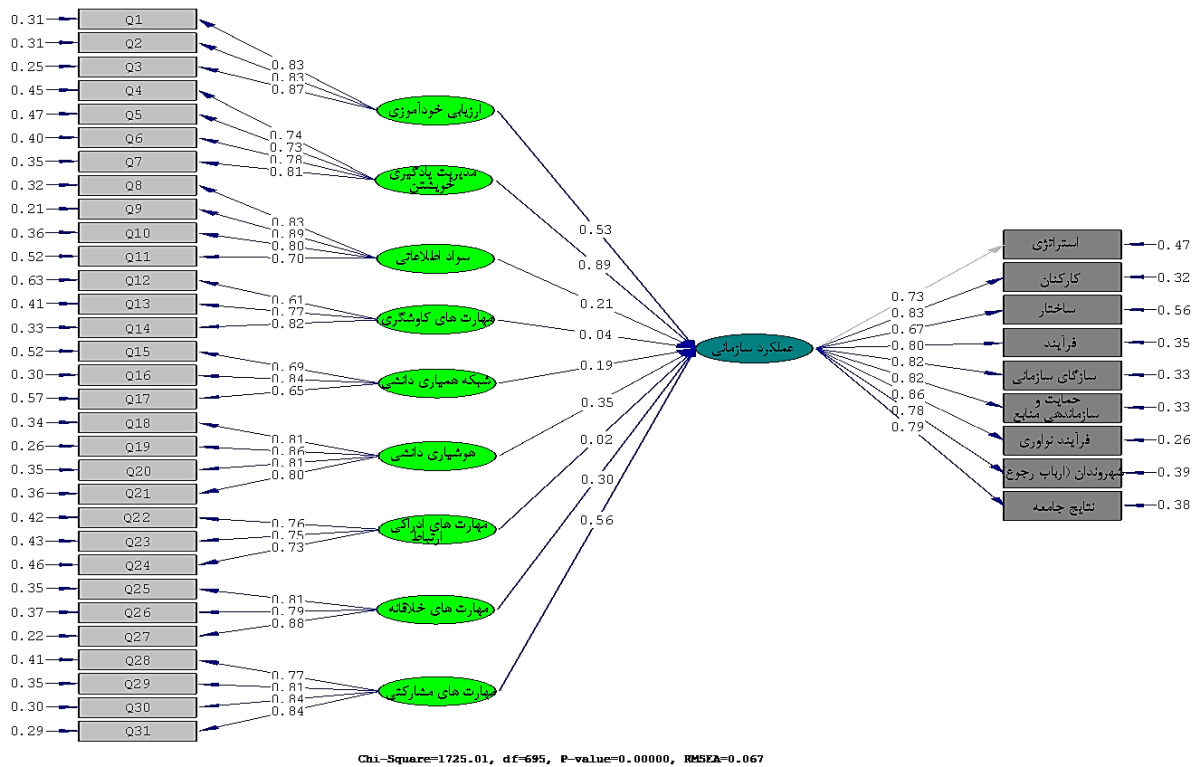 0.31 Q1
0.31 Q2
0.25 Q3
0.45 Q4
0.47 Q5
0.40 Q6
0.35 Q7
0.32 Q8
0.21 Q9
0.36 Q10
0.52 Q11
0.63 Q12
0.41 Q13
0.33 Q14
0.52 Q15
0.30 Q16
0.57 Q17
0.34 Q18
0.26 Q19
0.35 Q20
0.36 Q21
0.42 Q22
0.43 Q23
0.46 Q24
0.35 Q25
0.37 Q26
0.22 Q27
0.41 Q28
0.35 Q29
0.30 Q30
0.29 Q31
0.83
0.83
0.87
0.74
0.73
0.78
0.81
0.83
0.89
0.80
0.70
0.61
0.77
0.82
0.69
0.84
0.65
0.81
0.86
0.81
0.80
0.76
0.75
0.73
0.81
0.79
0.88
0.77
0.81
0.84
0.84
ارزیابی خودآموزی
مدیریت یادگیری
خویشتن
سواد اطلاعاتی
مهارت های کاوشگری
شبکه همیاری دانشی
هوشیاری دانشی
مهارت های ادراکی
ارتباط
مهارت های خلاقانه
مهارت های مشارکتی
0.53
0.89
0.21
0.04
0.19
0.35
0.02
0.30
0.56
عملکرد سازمانی
0.73
0.83
0.67
0.80
0.82
0.82
0.86
0.78
0.79
استراتژی 0.47
کارکنان 0.32
ساختار 0.56
فرآیند 0.35
سازگای سازمانی 0.33
حمایت و
سازماندهی منابع 0.33
فرآیند نواوری 0.26
شهروندان (ارباب رجوع 0.39
نتایج جامعه 0.38
Chi-Square=1725.01, df=695, P-value=0.00000, RMSEA=0.067